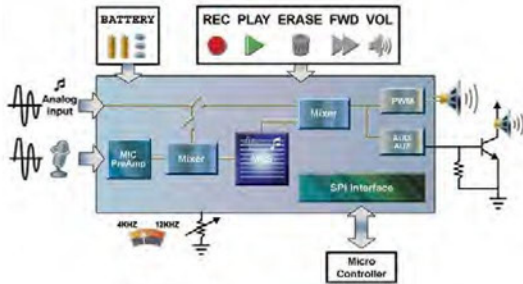 BATTERY
REC PLAY ERASE FWD VOL
Analog
input
PWM
Mixer
AUX
MIC
PreAmp
Mixer
SPI Interface
4KHZ 12KHZ
Micro
Controller